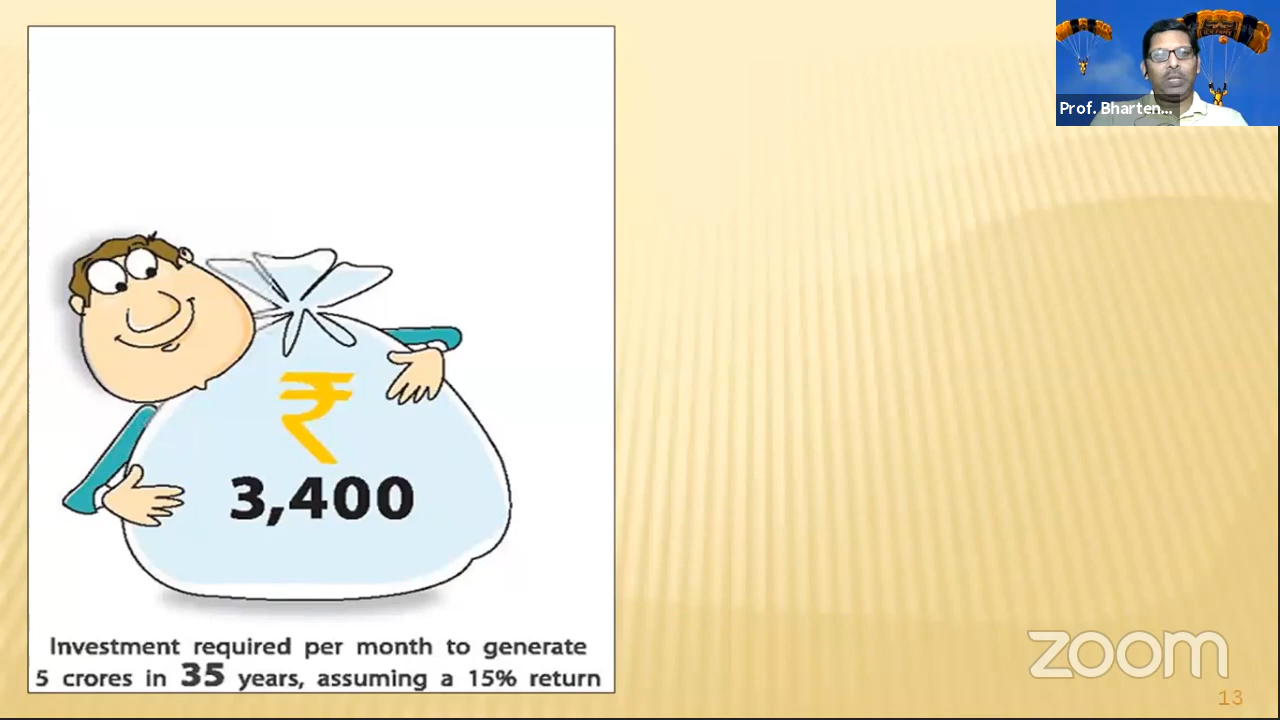 Prof. Bharten...
₹
3,400
Investment required per month to generate
5 crores in 35 years, assuming a 15% return
zoom
13